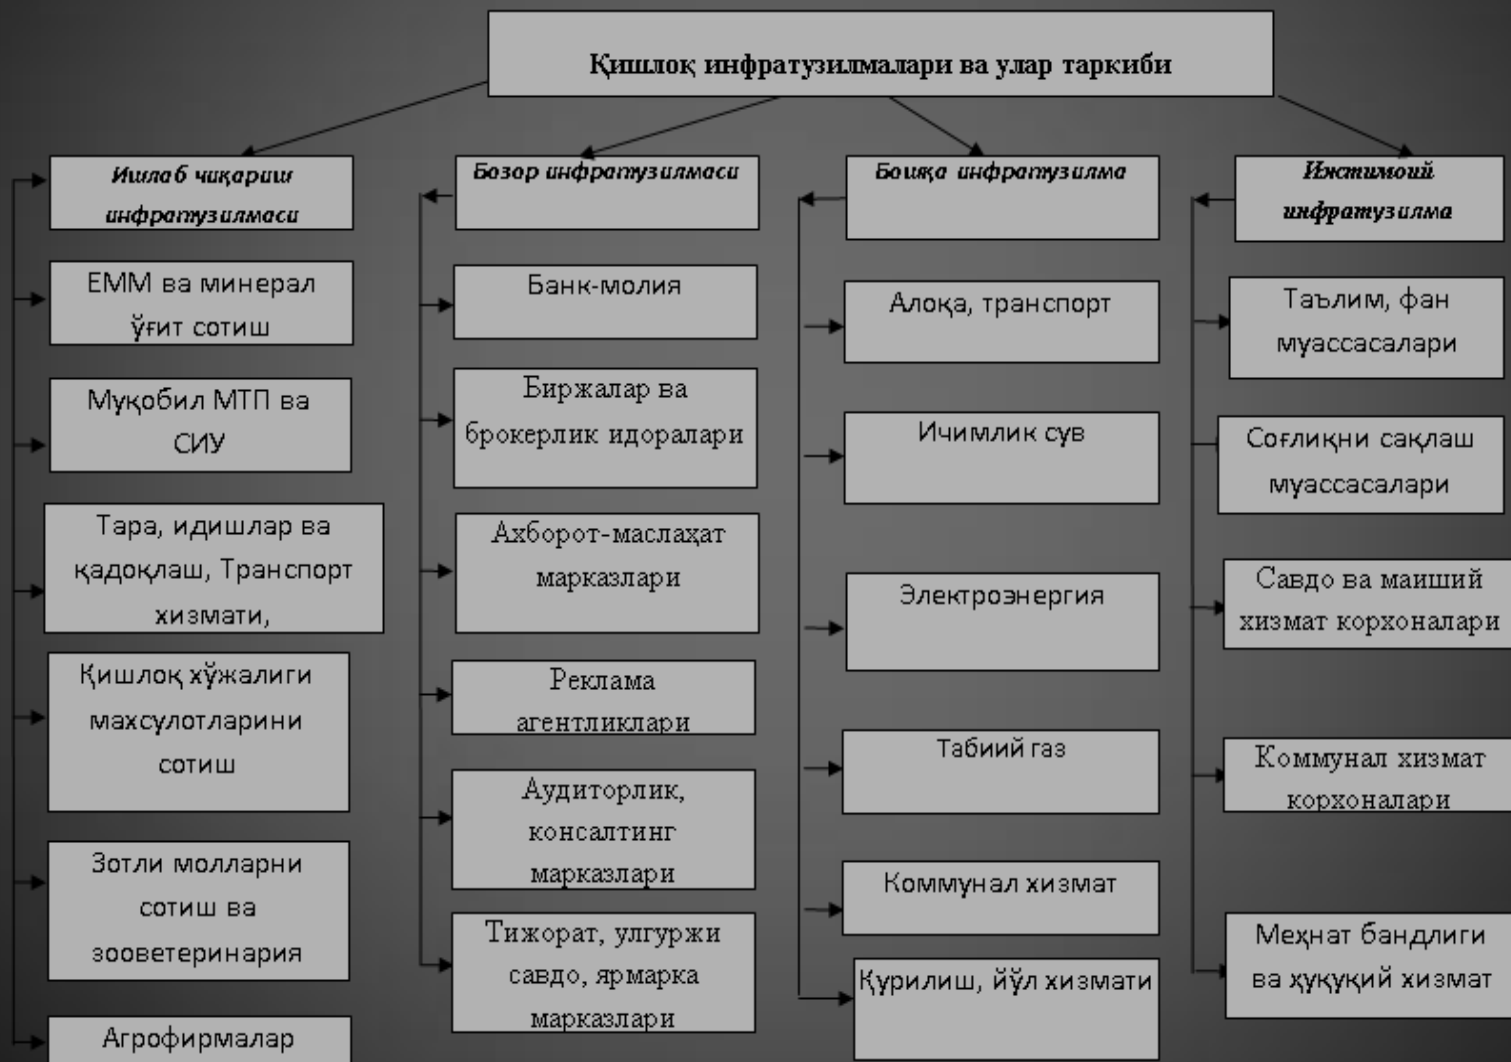 Қишлоқ инфратузилмалари ва улар таркиби
Ишлаб чиқариш
инфратузилмаси
ЕММ ва минерал
ўғит сотиш
Муқобил МТП ва
СИУ
Тара, идишлар ва
қадоқлаш, Транспорт
хизмати,
Қишлоқ хўжалиги
махсулотларини
сотиш
Зотли молларни
сотиш ва
зооветеринария
Агрофирмалар
Бозор инфратузилмаси
Банк-молия
Биржалар ва
брокерлик идоралари
Ахборот-маслаҳат
марказлари
Реклама
агентликлари
Аудиторлик,
консалтинг
марказлари
Тижорат, улгуржи
савдо, ярмарка
марказлари
Бошқа инфратузилма
Алоқа, транспорт
Ичимлик сув
Электроэнергия
Табиий газ
Коммунал хизмат
Қурилиш, йўл хизмати
Ижтимоий
инфратузилма
Таълим, фан
муассасалари
Соғлиқни сақлаш
муассасалари
Савдо ва маиший
хизмат корхоналари
Коммунал хизмат
корхоналари
Меҳнат бандлиги
ва ҳуқуқий хизмат